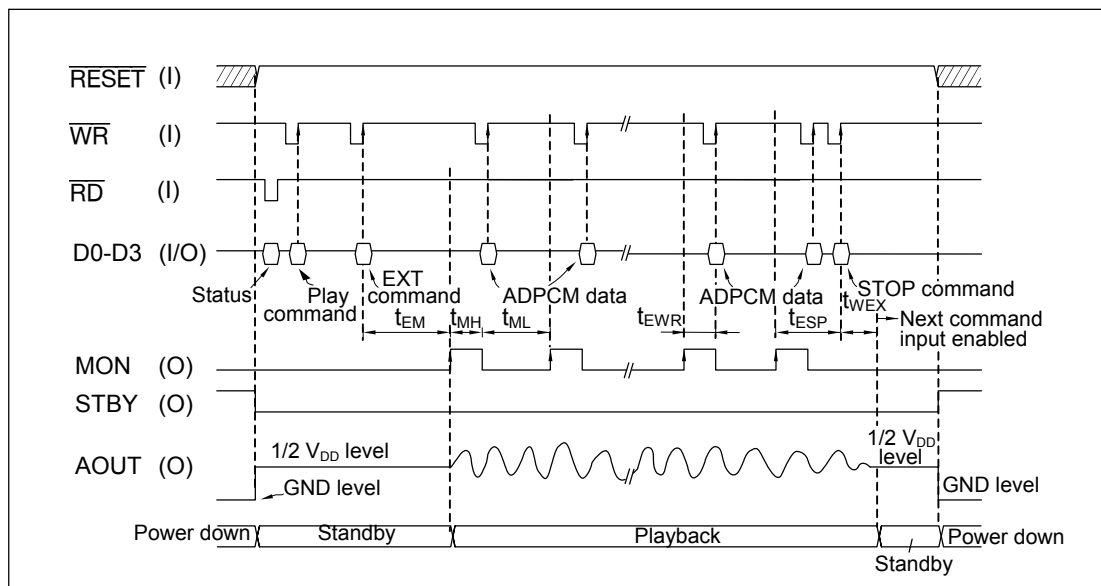 RESET (I)
WR (I)
RD (I)
D0-D3 (I/O)
Status
Play
command
EXT
command
ADPCM data
ADPCM data
STOP command
tEM
tMH
tML
tEWR
tESP
tWEX
Next command
input enabled
MON (O)
STBY (O)
AOUT (O)
1/2 VDD level
GND level
1/2 VDD
level
GND level
Power down
Standby
Playback
Standby
Power down